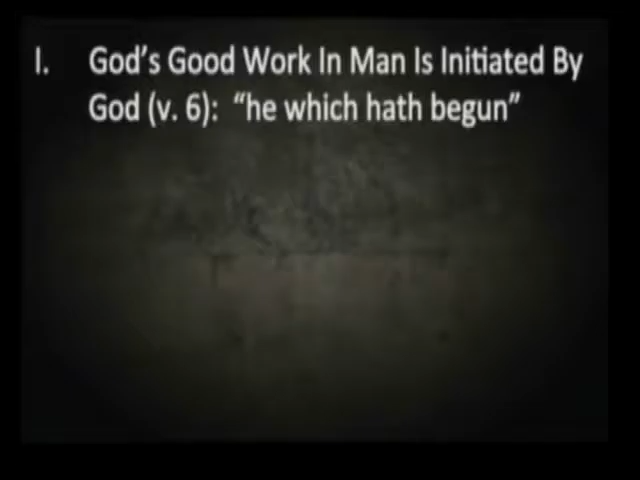 I. God's Good Work In Man Is Initiated By
God (v. 6): "he which hath begun"